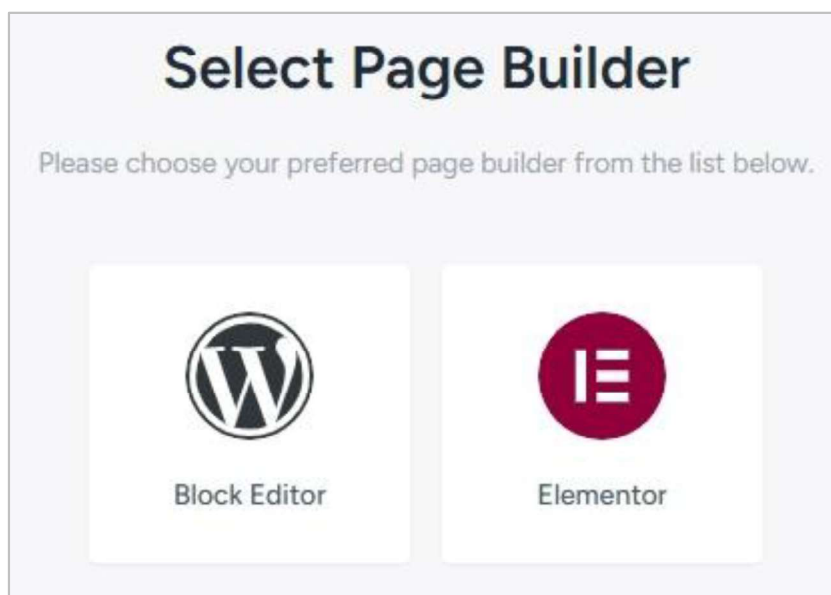 Select Page Builder
Please choose your preferred page builder from the list below.
Block Editor
Elementor